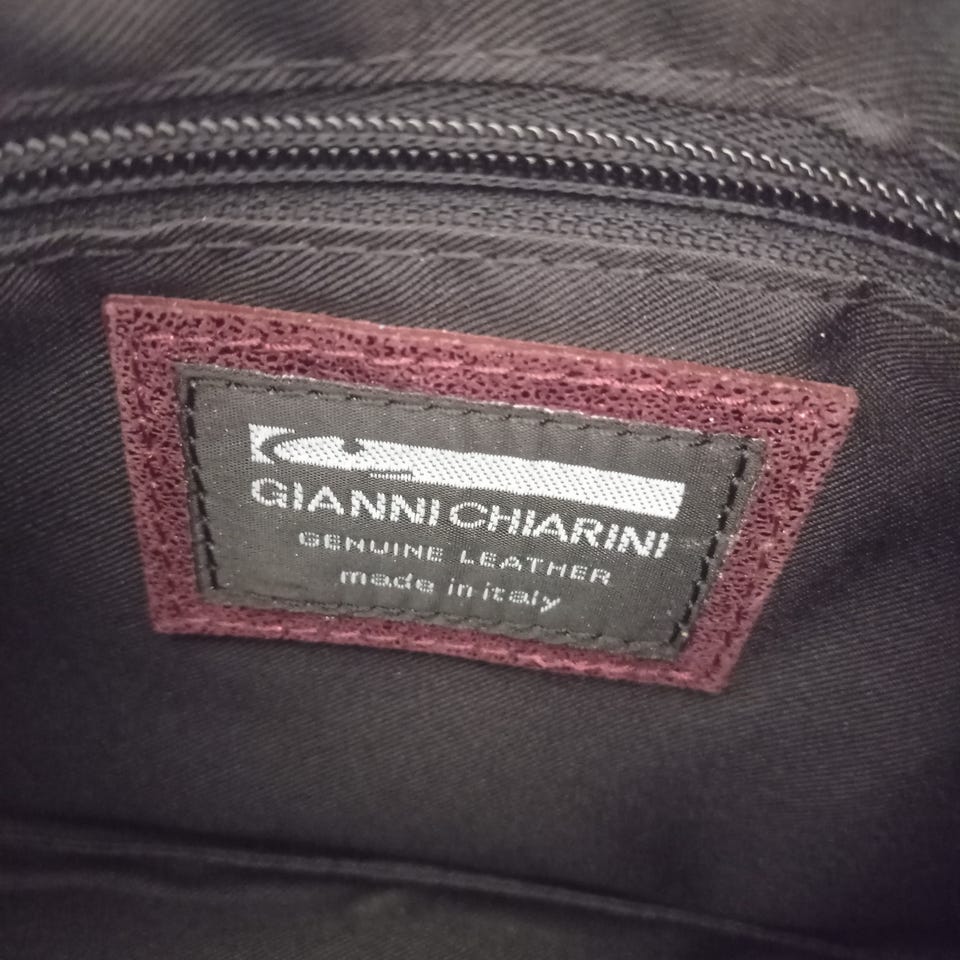 GIANNI CHIARINI
GENUINE LEATHER
made in italy